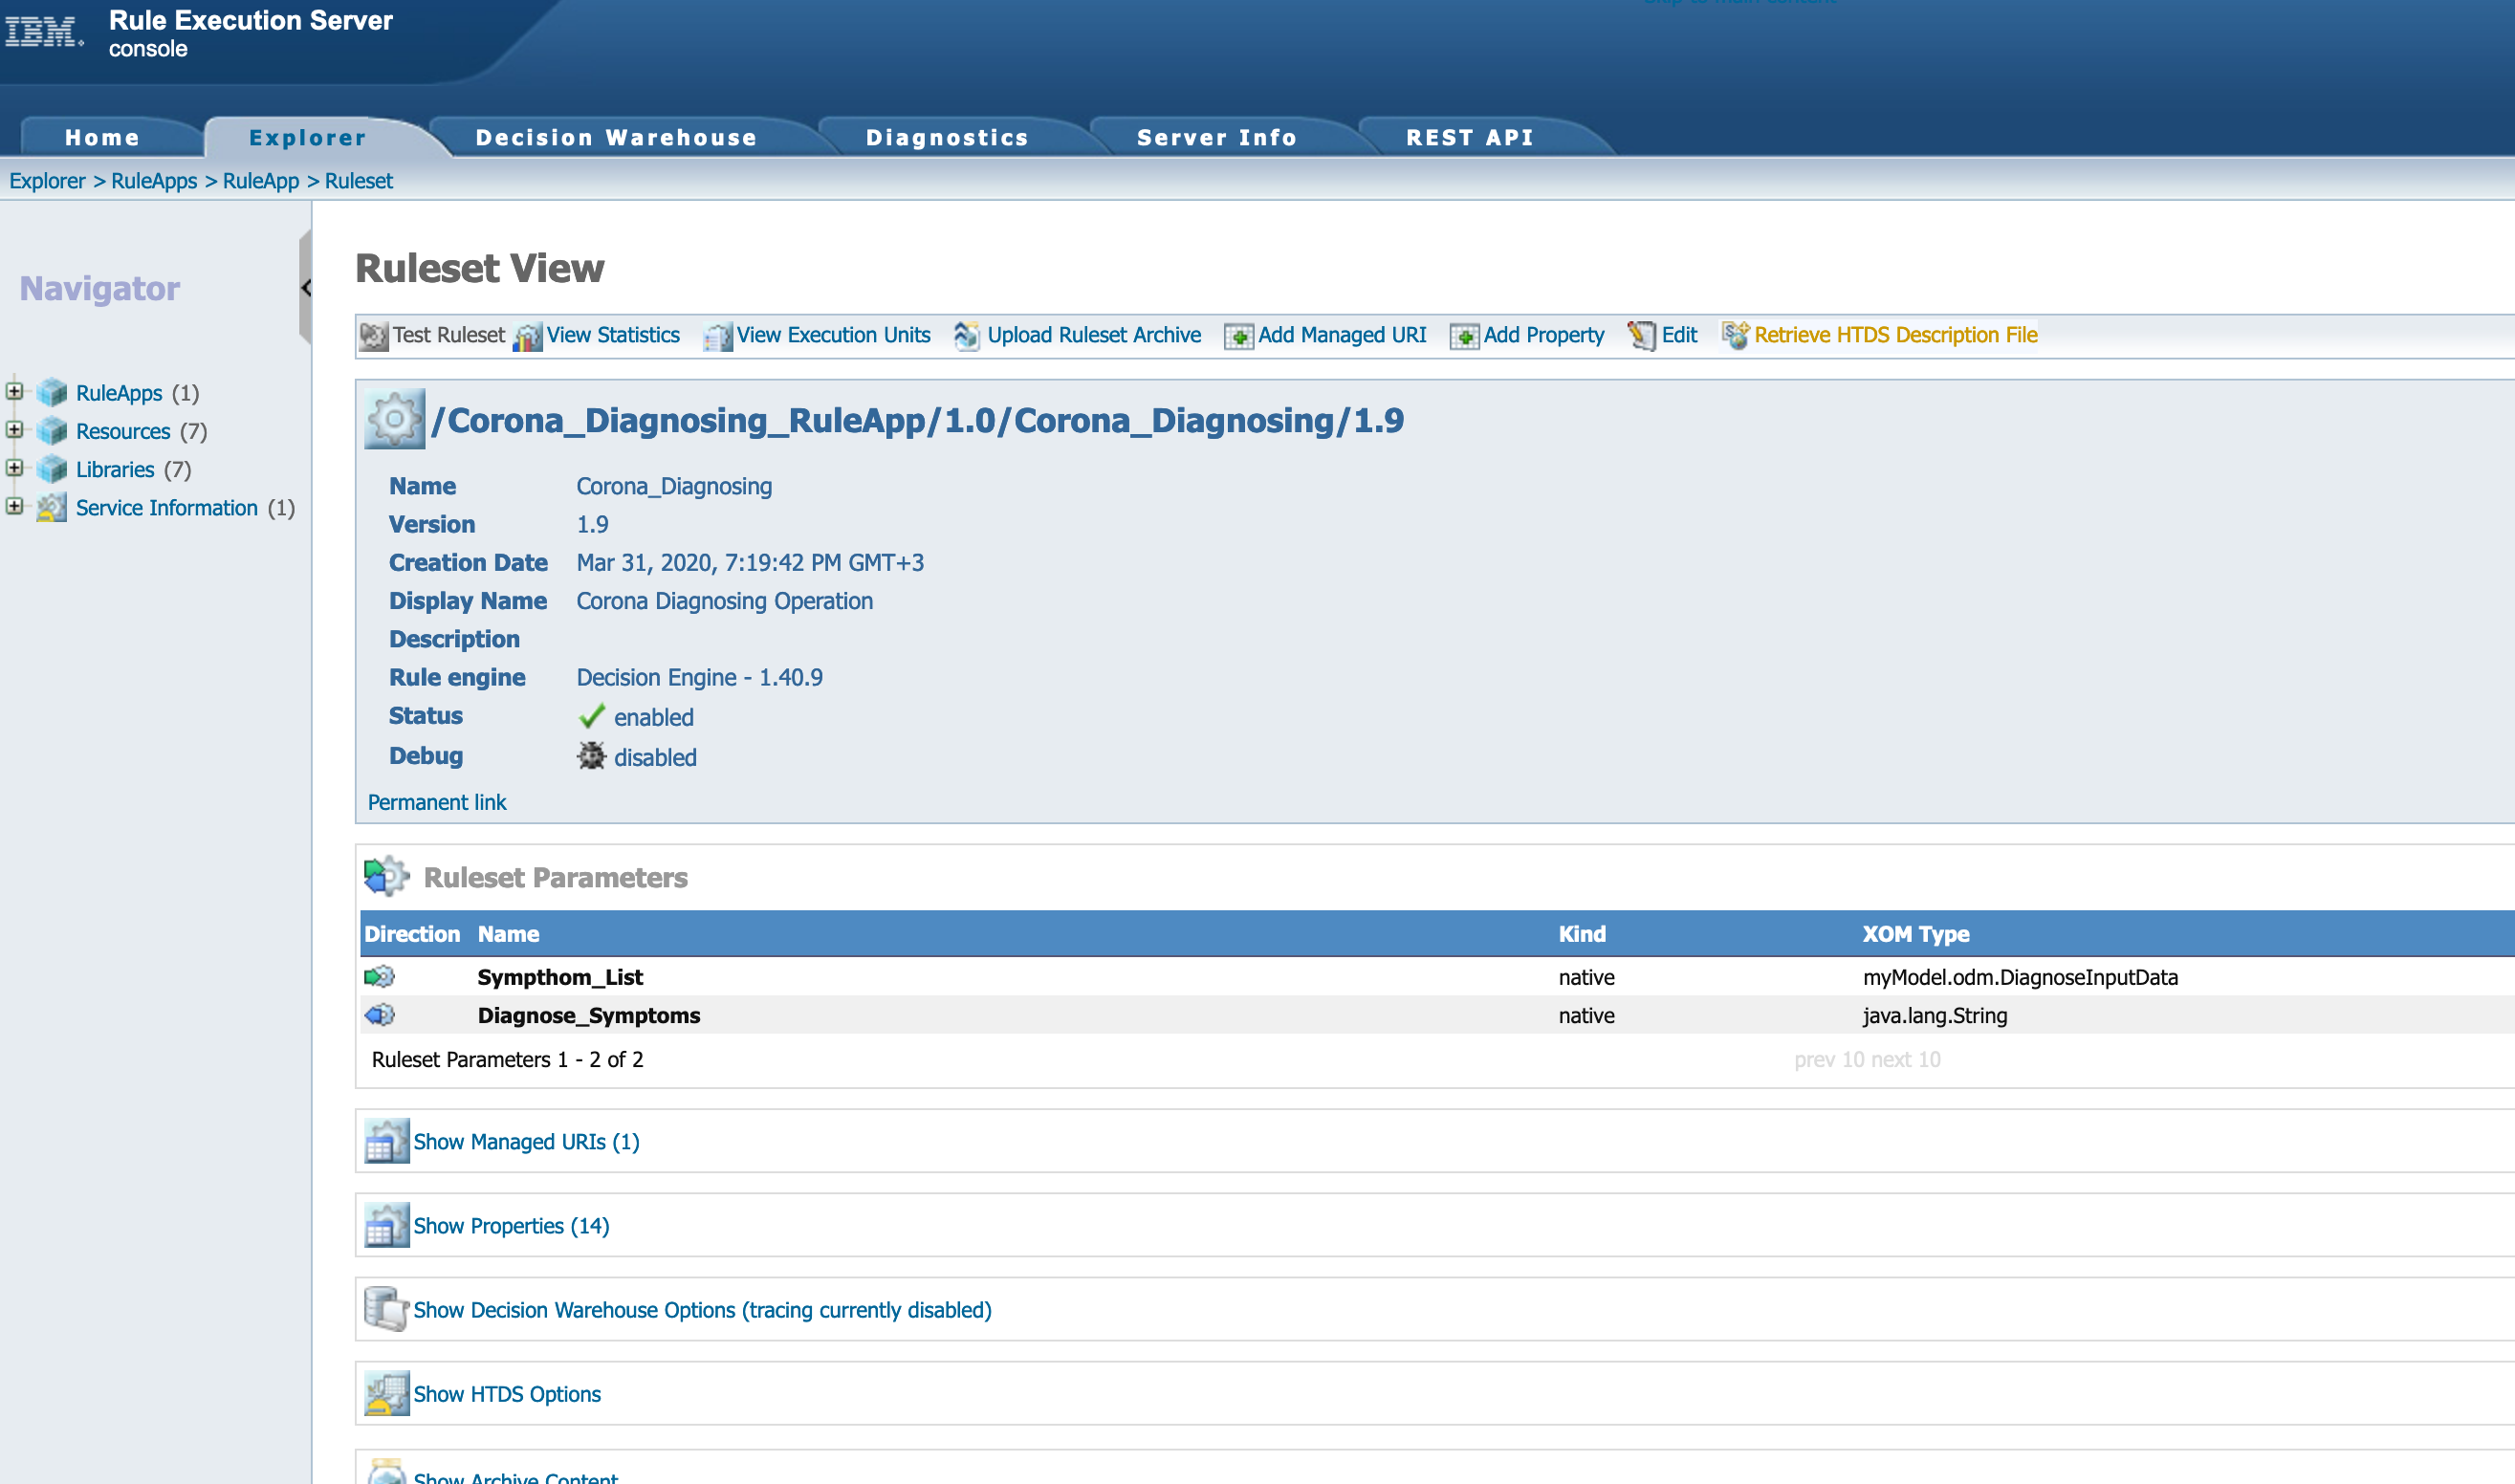 Skip to main content
IBM.
Rule Execution Server
console
Home
Explorer
Decision Warehouse
Diagnostics
Server Info
REST API
Explorer > RuleApps > RuleApp > Ruleset
Navigator
RuleApps (1)
Resources (7)
Libraries (7)
Service Information (1)
Ruleset View
Test Ruleset View Statistics View Execution Units Upload Ruleset Archive Add Managed URI Add Property Edit Retrieve HTDS Description File
/Corona_Diagnosing_RuleApp/1.0/Corona_Diagnosing/1.9
Name Corona_Diagnosing
Version 1.9
Creation Date Mar 31, 2020, 7:19:42 PM GMT+3
Display Name Corona Diagnosing Operation
Description
Rule engine Decision Engine - 1.40.9
Status enabled
Debug disabled
Permanent link
Ruleset Parameters
Direction Name Kind XOM Type
Sympthom_List native myModel.odm.DiagnoseInputData
Diagnose_Symptoms native java.lang.String
Ruleset Parameters 1 - 2 of 2 prev 10 next 10
Show Managed URIs (1)
Show Properties (14)
Show Decision Warehouse Options (tracing currently disabled)
Show HTDS Options
Show Archive Content